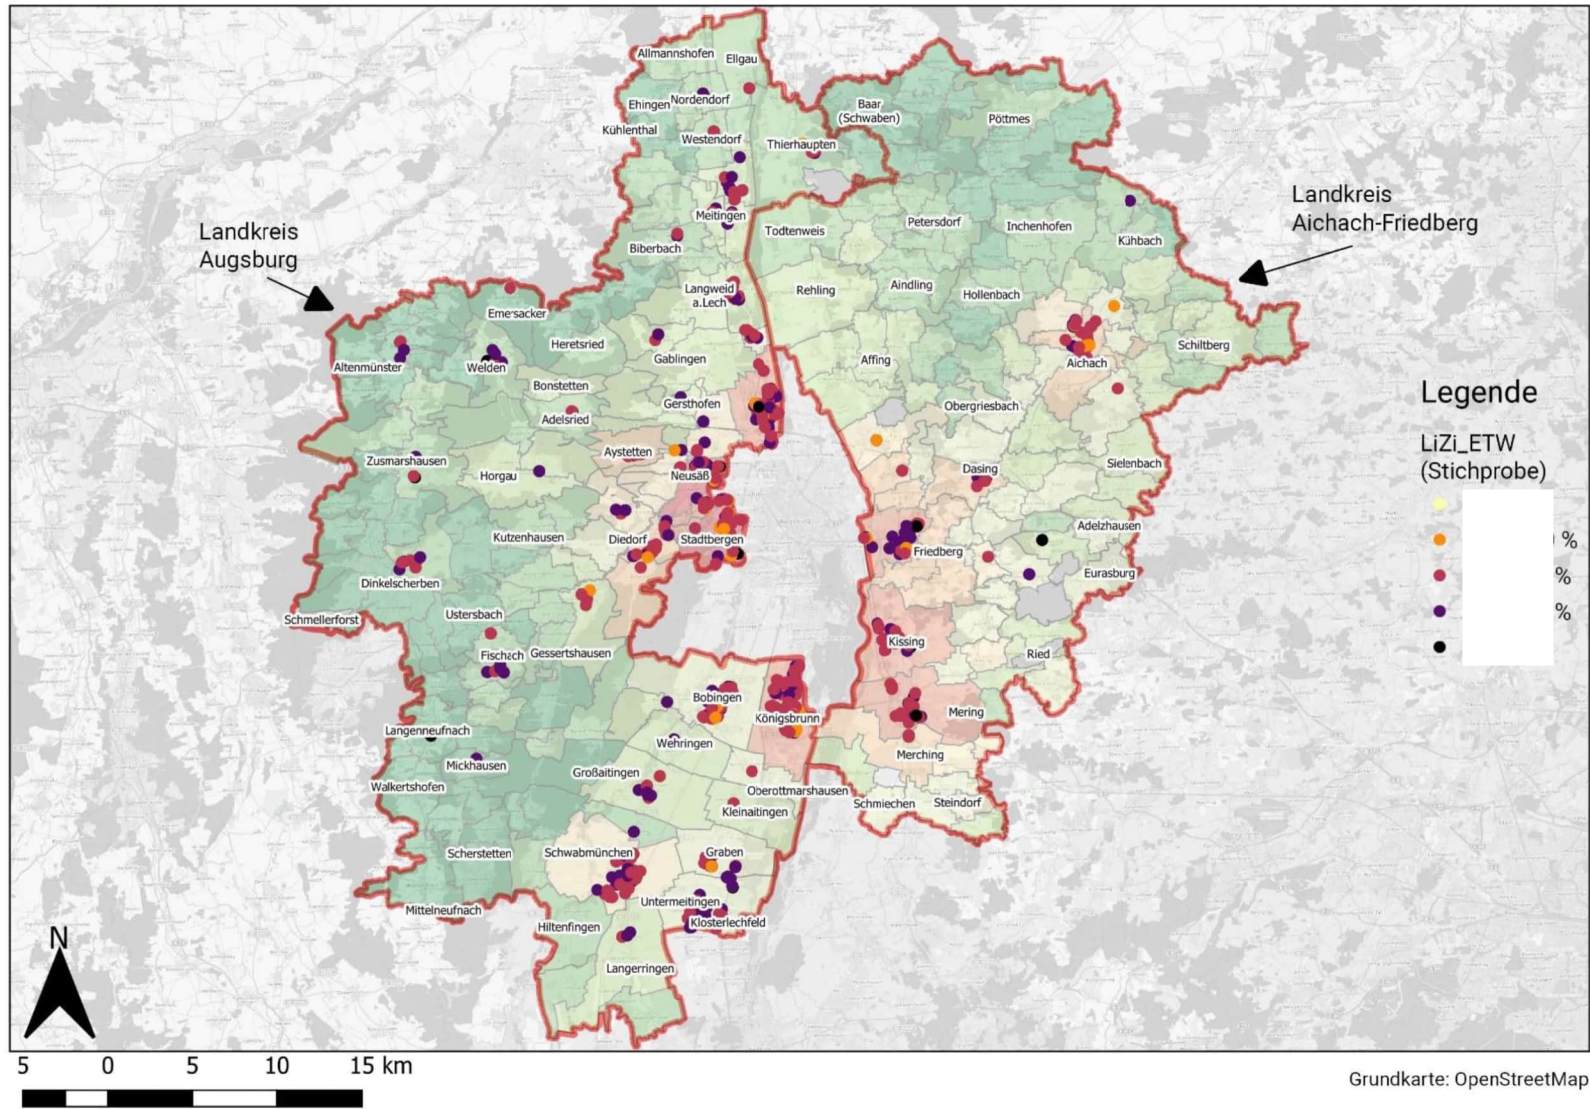 Allmannshofen
Ellgau
Ehingen
Nordendorf
Baar
(Schwaben)
Pöttmes
Kühlenthal
Westendorf
Thierhaupten
Landkreis
Aichach-Friedberg
Meitingen
Landkreis
Augsburg
Biberbach
Todtenweis
Petersdorf
Inchenhofen
Kühbach
Langweid
a.Lech
Rehling
Aindling
Hollenbach
Emersacker
Heretsried
Gablingen
Affing
Aichach
Schiltberg
Altenmünster
Welden
Bonstetten
Adelsried
Gersthofen
Obergriesbach
Legende
LiZi_ETW
(Stichprobe)
%
%
%
Aystetten
Zusmarshausen
Horgau
Neusäß
Dasing
Sielenbach
Kutzenhausen
Diedorf
Stadtbergen
Friedberg
Adelzhausen
Eurasburg
Dinkelscherben
Schmellerforst
Ustersbach
Fischach
Gessertshausen
Kissing
Ried
Bobingen
Königsbrunn
Mering
Langenneufnach
Wehringen
Merching
Mickhausen
Walkertshofen
Großaitingen
Oberottmarshausen
Kleinaitingen
Schmiechen
Steindorf
Scherstetten
Schwabmünchen
Graben
Mittelneufnach
Untermeitingen
Klosterlechfeld
Hiltenfingen
Langerringen
N
5 0 5 10 15 km
Grundkarte: OpenStreetMap